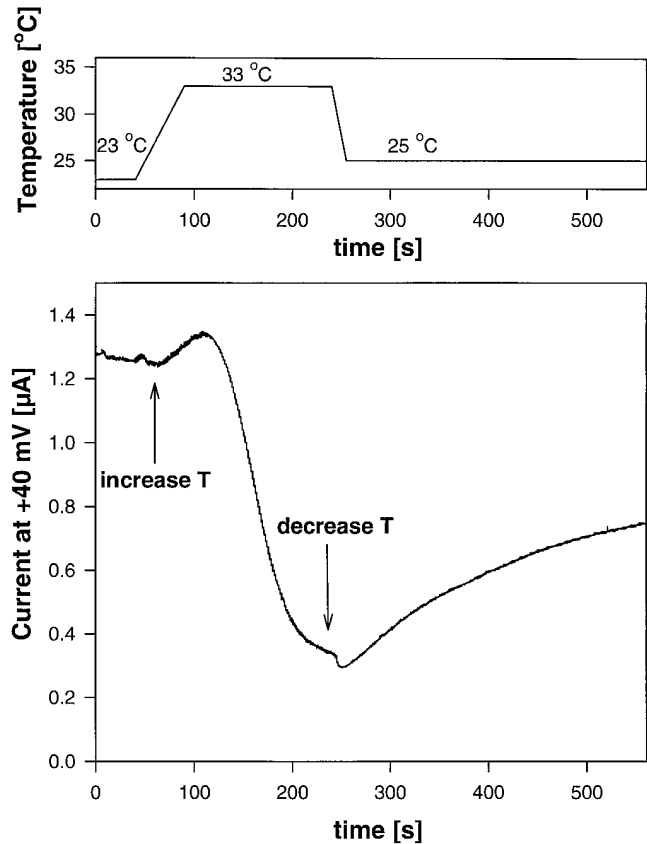 Temperature [°C]
35
30
25
33 °C
23 °C
25 °C
0 100 200 300 400 500
time [s]
Current at +40 mV [µA]
1.4
1.2
1.0
0.8
0.6
0.4
0.2
0.0
increase T
decrease T
0 100 200 300 400 500
time [s]